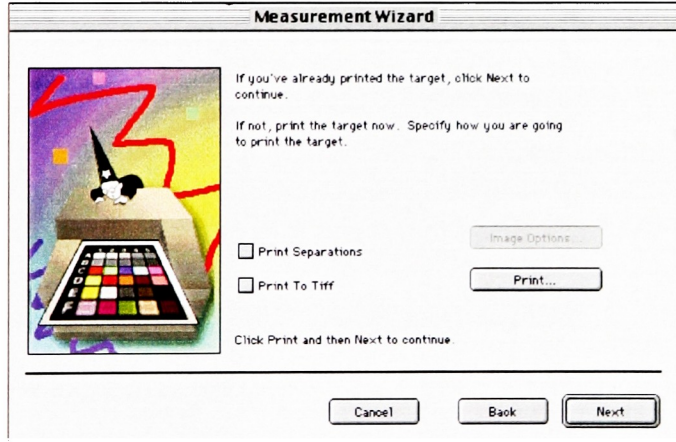 Measurement Wizard
If you've already printed the target, click Next to
continue.
If not, print the target now. Specify how you are going
to print the target.
Print Separations
Image Options...
Print To Tiff
Print...
Click Print and then Next to continue.
Cancel
Back
Next